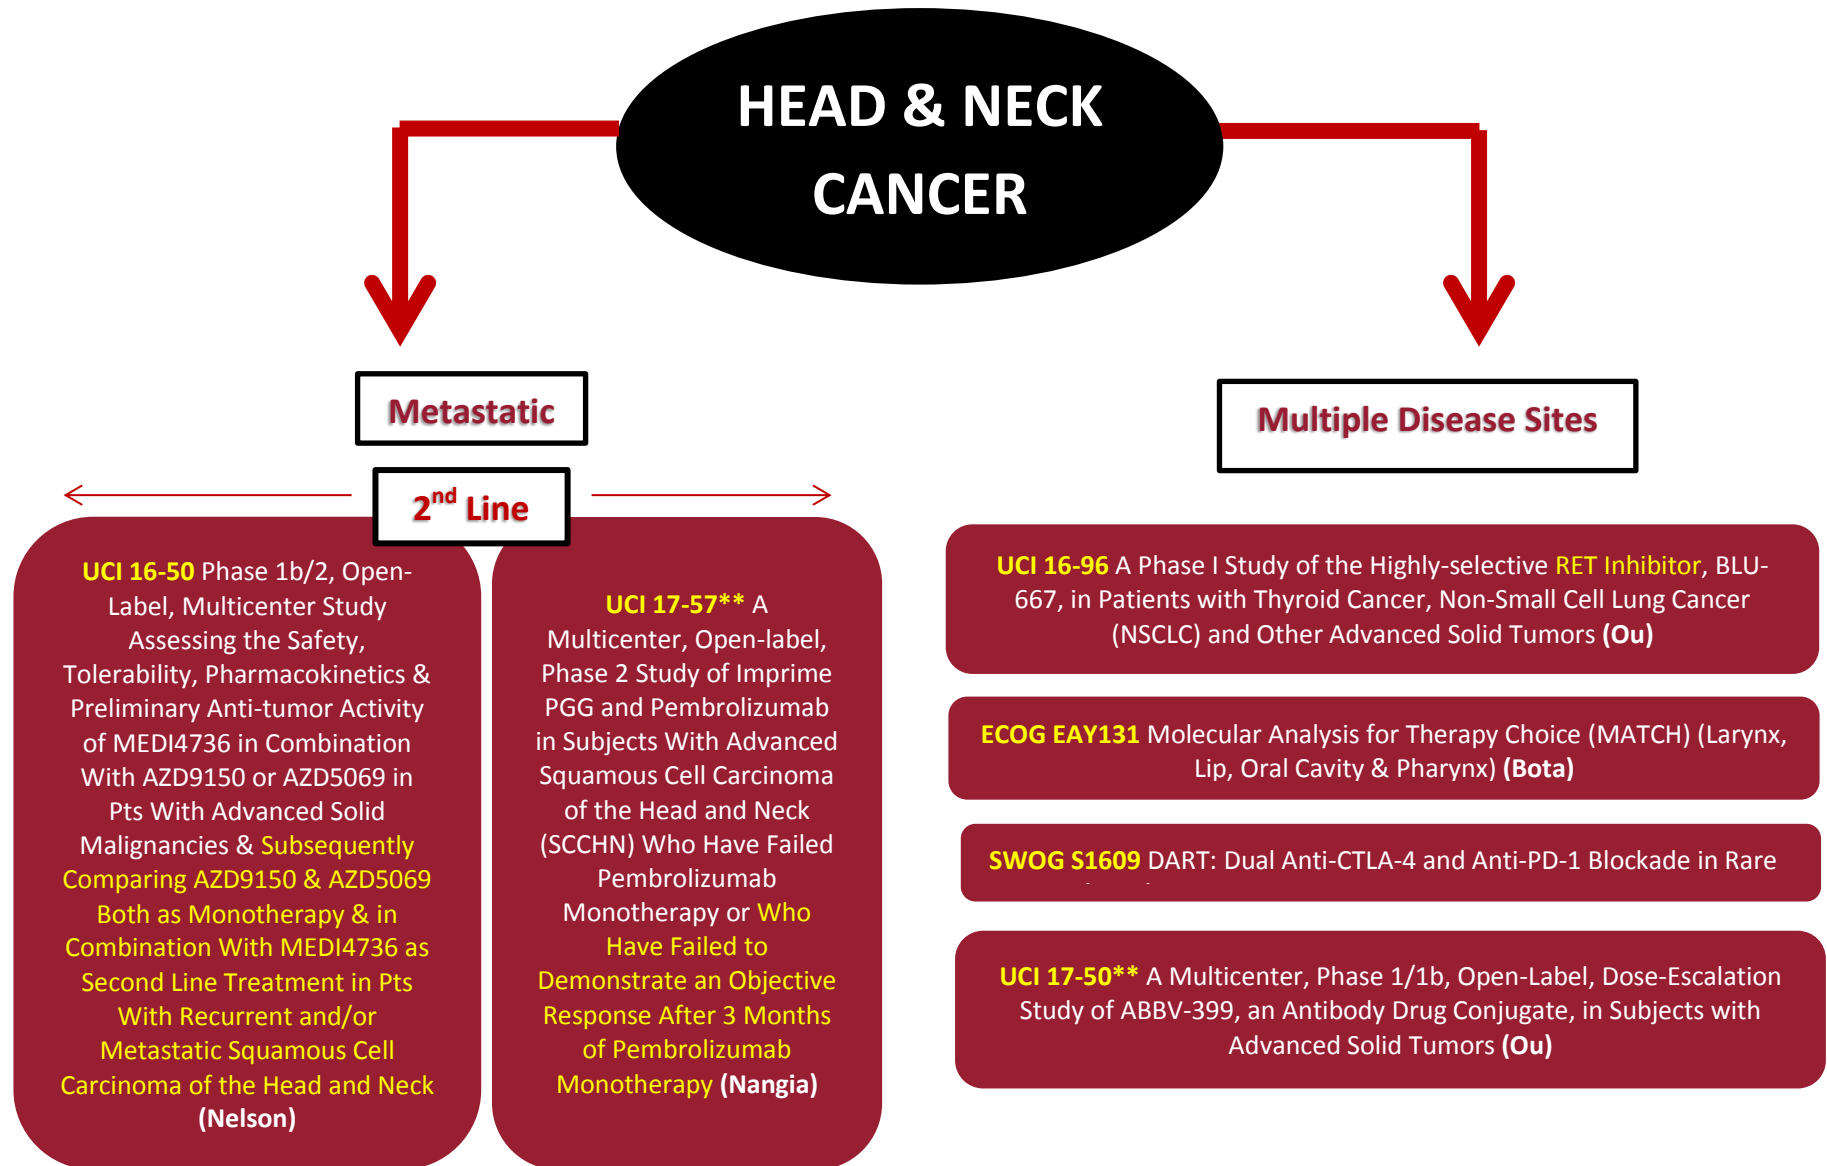 HEAD & NECK
CANCER
Metastatic
2nd Line
UCI 16-50 Phase 1b/2, Open-
Label, Multicenter Study
Assessing the Safety,
Tolerability, Pharmacokinetics &
Preliminary Anti-tumor Activity
of MEDI4736 in Combination
With AZD9150 or AZD5069 in
Pts With Advanced Solid
Malignancies & Subsequently
Comparing AZD9150 & AZD5069
Both as Monotherapy & in
Combination With MEDI4736 as
Second Line Treatment in Pts
With Recurrent and/or
Metastatic Squamous Cell
Carcinoma of the Head and Neck
(Nelson)
UCI 17-57** A
Multicenter, Open-label,
Phase 2 Study of Imprime
PGG and Pembrolizumab
in Subjects With Advanced
Squamous Cell Carcinoma
of the Head and Neck
(SCCHN) Who Have Failed
Pembrolizumab
Monotherapy or Who
Have Failed to
Demonstrate an Objective
Response After 3 Months
of Pembrolizumab
Monotherapy (Nangia)
Multiple Disease Sites
UCI 16-96 A Phase I Study of the Highly-selective RET Inhibitor, BLU-
667, in Patients with Thyroid Cancer, Non-Small Cell Lung Cancer
(NSCLC) and Other Advanced Solid Tumors (Ou)
ECOG EAY131 Molecular Analysis for Therapy Choice (MATCH) (Larynx,
Lip, Oral Cavity & Pharynx) (Bota)
SWOG S1609 DART: Dual Anti-CTLA-4 and Anti-PD-1 Blockade in Rare
UCI 17-50** A Multicenter, Phase 1/1b, Open-Label, Dose-Escalation
Study of ABBV-399, an Antibody Drug Conjugate, in Subjects with
Advanced Solid Tumors (Ou)